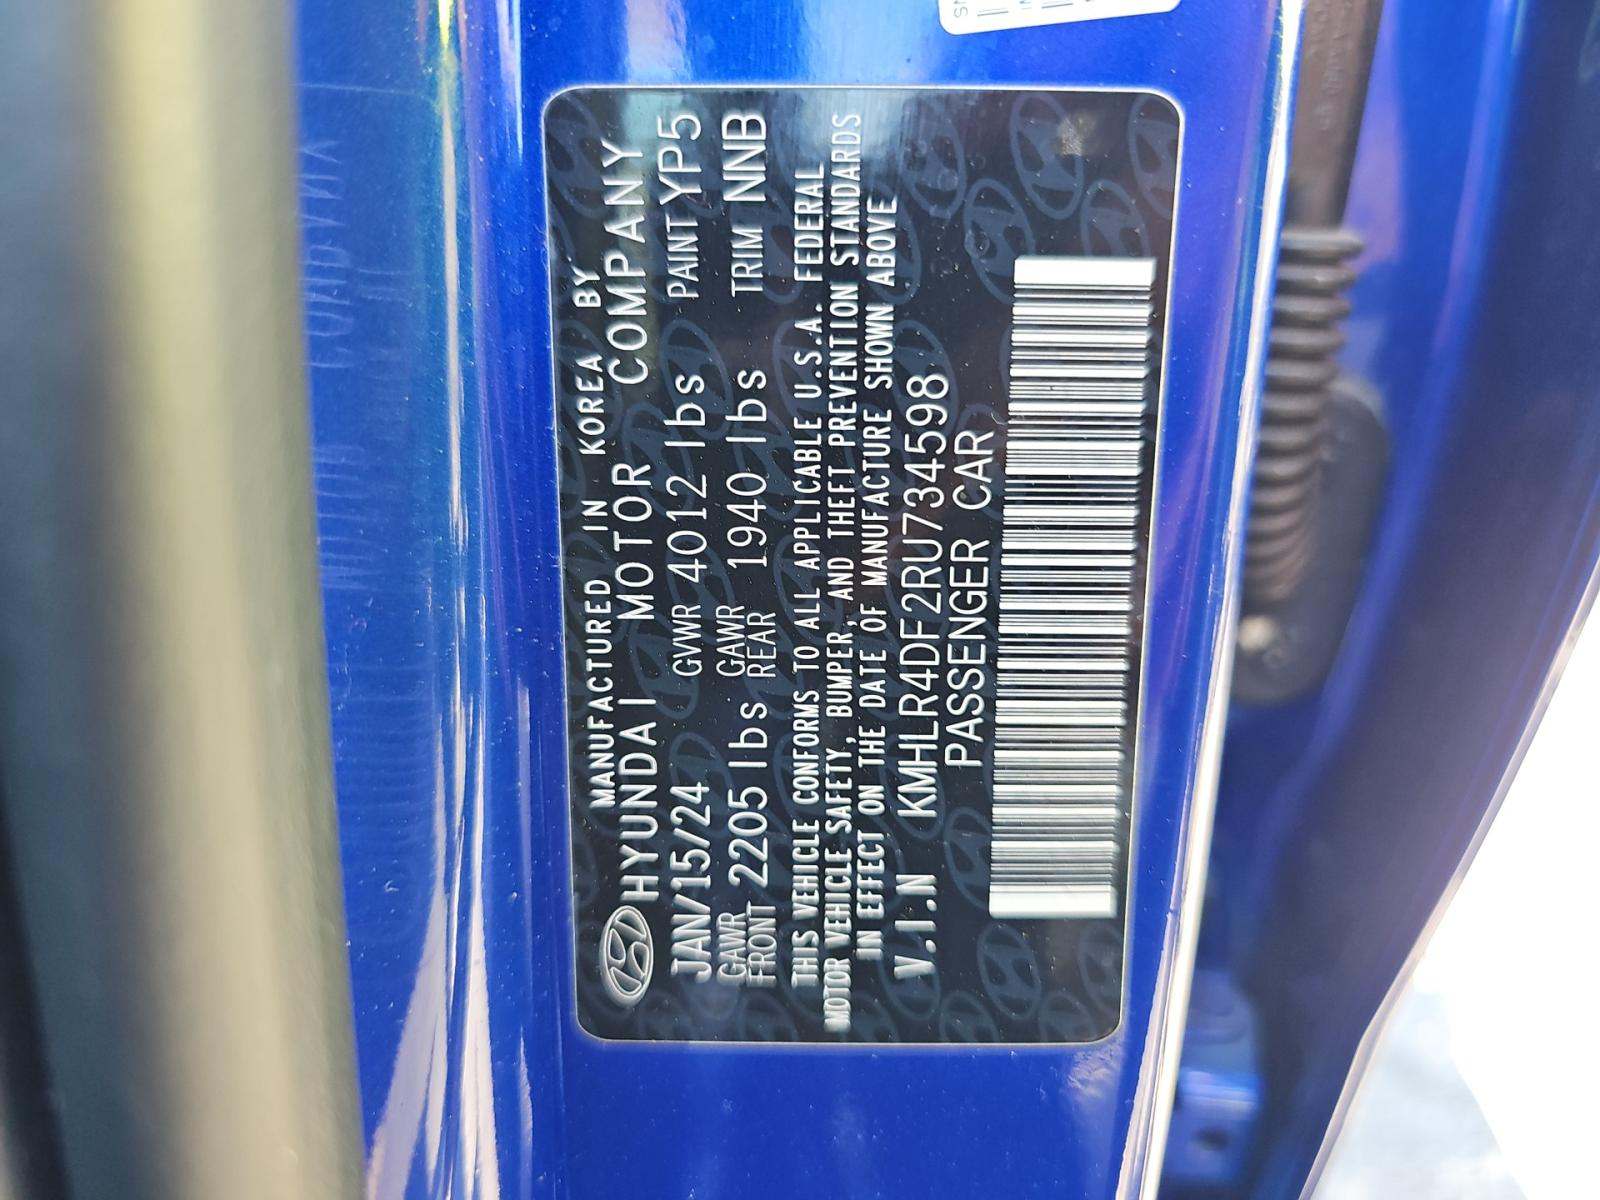 MANUFACTURED IN KOREA BY
HYUNDAI MOTOR COMPANY
JAN/15/24 GVWR 4012 lbs PAINT YP5
GAWR FRONT 2205 lbs GAWR REAR 1940 lbs TRIM NNB
THIS VEHICLE CONFORMS TO ALL APPLICABLE U.S.A. FEDERAL
MOTOR VEHICLE SAFETY, BUMPER, AND THEFT PREVENTION STANDARDS
IN EFFECT ON THE DATE OF MANUFACTURE SHOWN ABOVE
V.I.N KMHLR4DF2RU734598
PASSENGER CAR